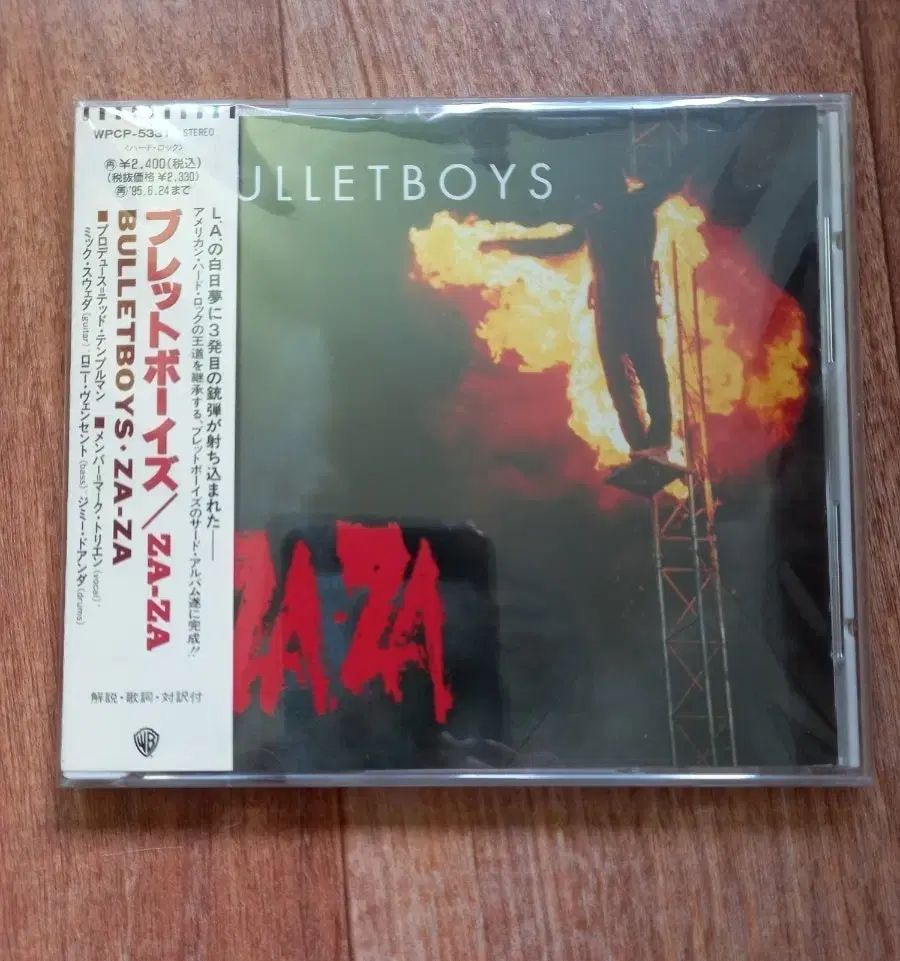 WPCP-533 STEREO
〈ハード・ロック〉
再¥2,400(税込)
(税抜価格 ¥2,330)
再'95.6.24まで
ブレットボーイズ/ZA-ZA
BULLETBOYS・ZA-ZA
L.A.の白日夢に3発目の銃弾が射ち込まれた──
アメリカン・ハード・ロックの王道を継承する、ブレットボーイズのサード・アルバム遂に完成!!
■プロデュース=テッド・テンプルマン ■メンバー=マーク・トリエン(vocal)・
ミック・スウェダ(guitar)・ロニー・ヴェンセント(bass)・ジミー・ドアンダ(drums)
解説・歌詞・対訳付
WB
ULLETBOYS
ZA·ZA